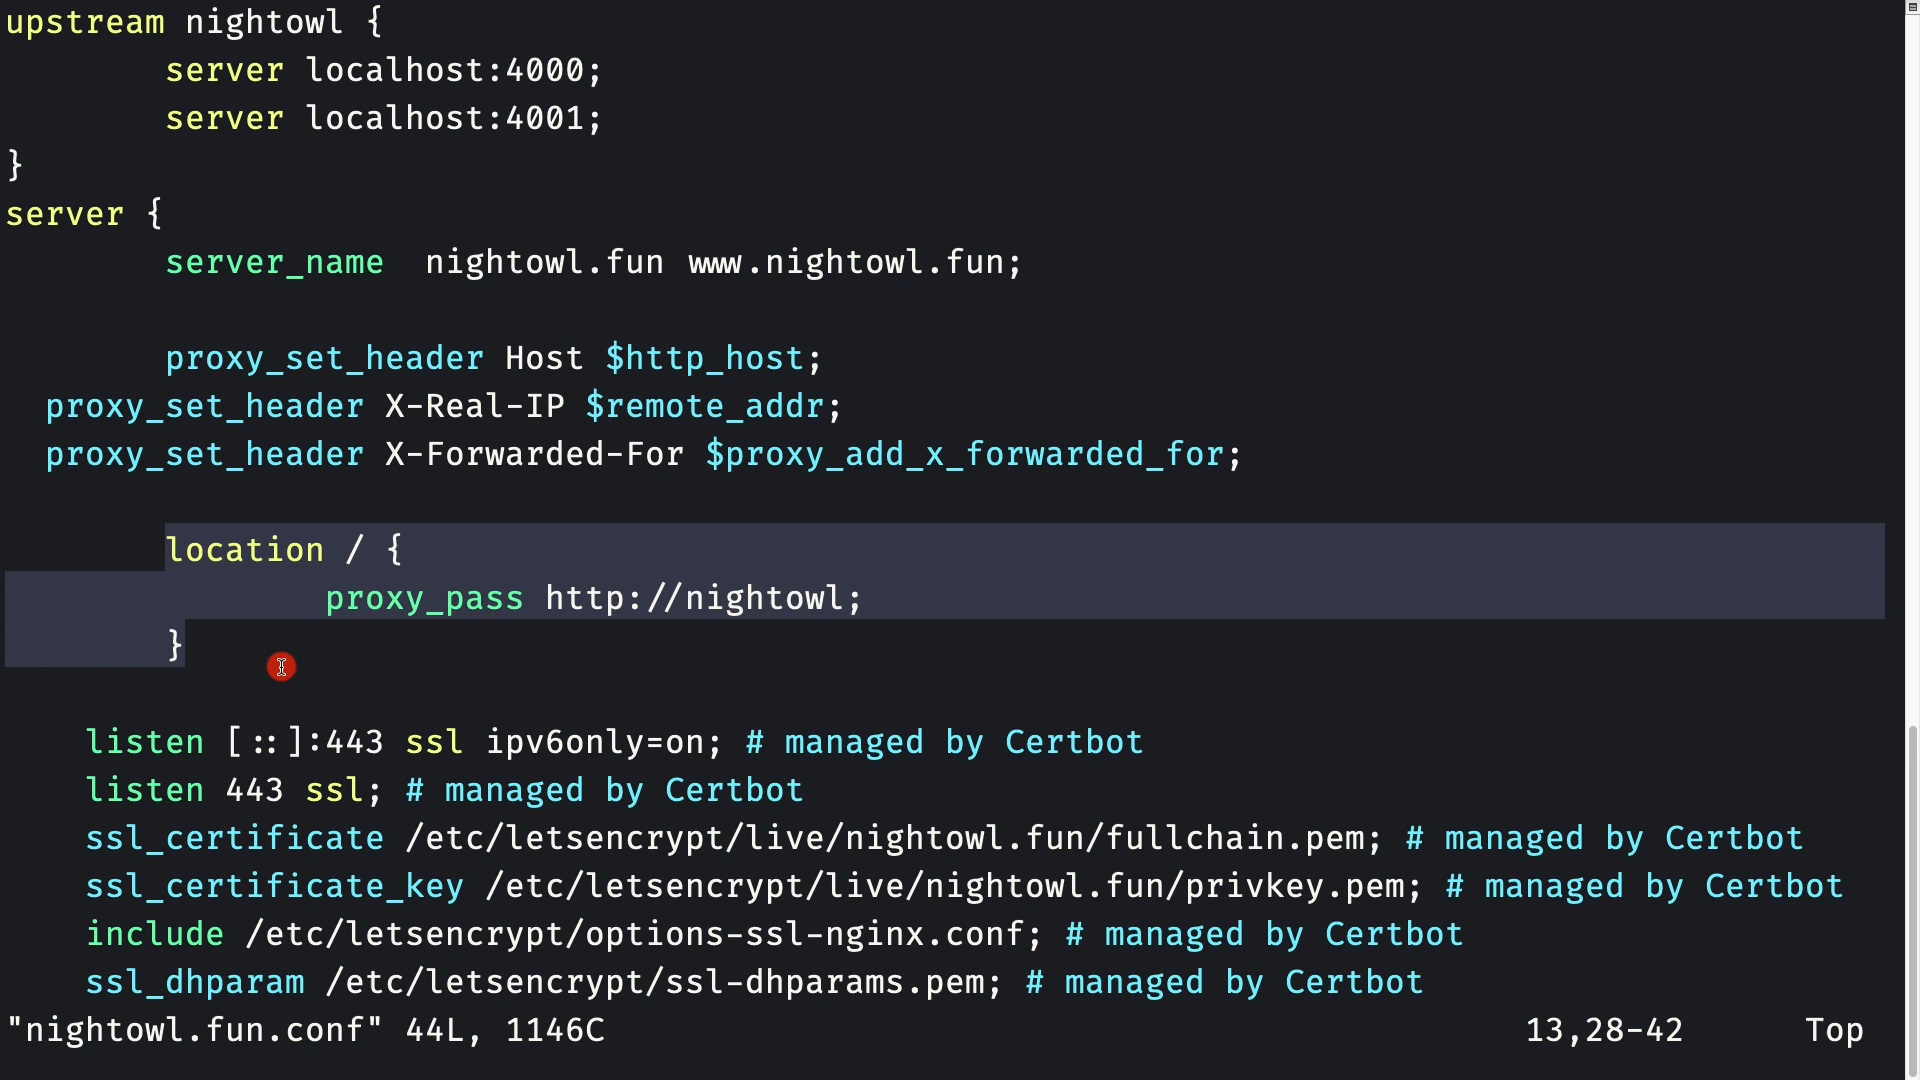 upstream nightowl {
server localhost:4000;
server localhost:4001;
}
server {
server_name  nightowl.fun www.nightowl.fun;
proxy_set_header Host $http_host;
proxy_set_header X-Real-IP $remote_addr;
proxy_set_header X-Forwarded-For $proxy_add_x_forwarded_for;
location / {
proxy_pass http://nightowl;
}
listen [::]:443 ssl ipv6only=on; # managed by Certbot
listen 443 ssl; # managed by Certbot
ssl_certificate /etc/letsencrypt/live/nightowl.fun/fullchain.pem; # managed by Certbot
ssl_certificate_key /etc/letsencrypt/live/nightowl.fun/privkey.pem; # managed by Certbot
include /etc/letsencrypt/options-ssl-nginx.conf; # managed by Certbot
ssl_dhparam /etc/letsencrypt/ssl-dhparams.pem; # managed by Certbot
"nightowl.fun.conf" 44L, 1146C 13,28-42 Top